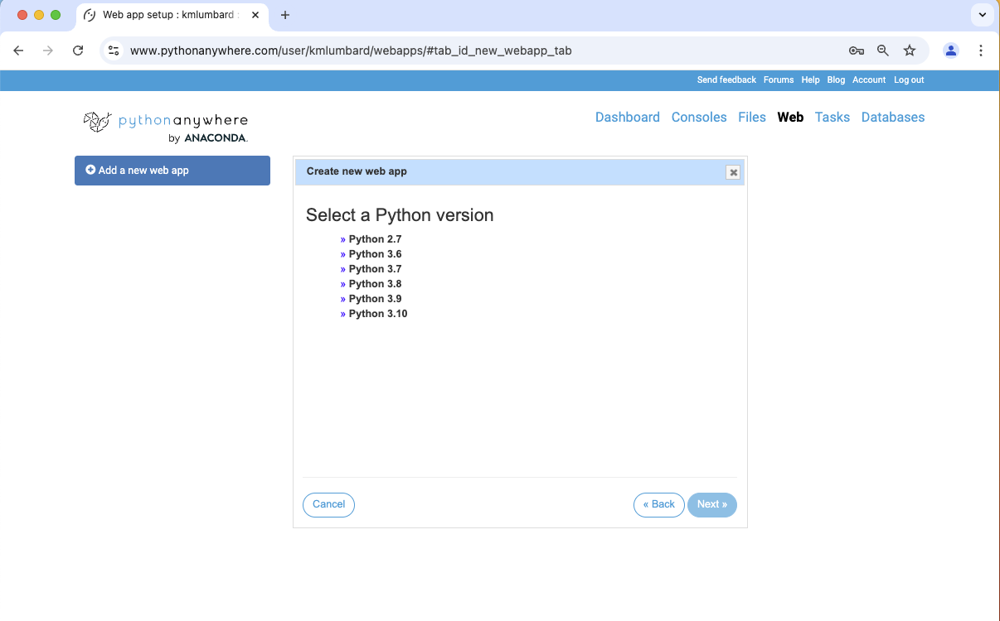 Web app setup : kmlumbard :
www.pythonanywhere.com/user/kmlumbard/webapps/#tab_id_new_webapp_tab
Send feedback Forums Help Blog Account Log out
pythonanywhere
by ANACONDA.
Dashboard Consoles Files Web Tasks Databases
Add a new web app
Create new web app
Select a Python version
» Python 2.7
» Python 3.6
» Python 3.7
» Python 3.8
» Python 3.9
» Python 3.10
Cancel « Back Next »